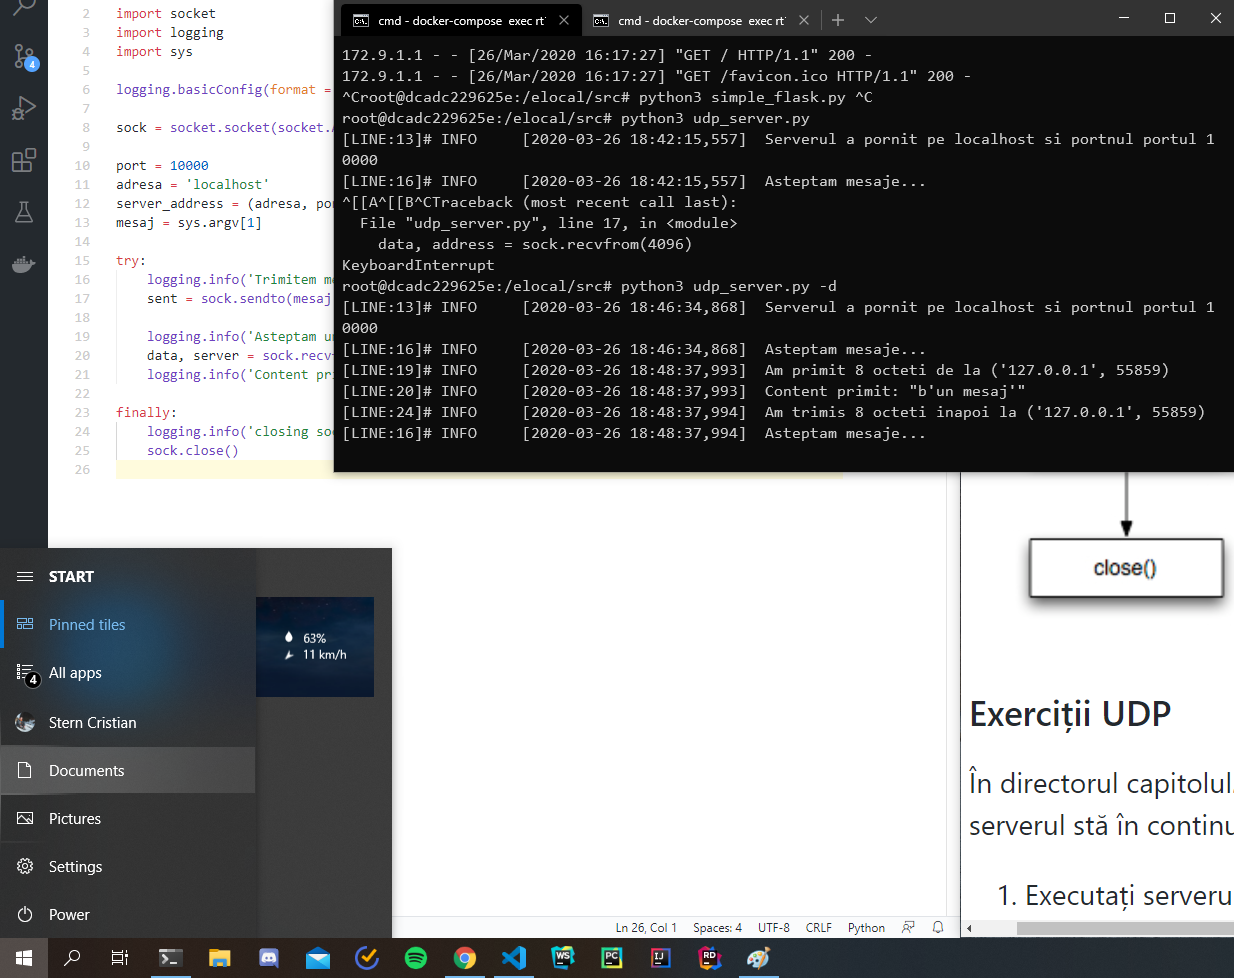 cmd - docker-compose exec rt
cmd - docker-compose exec rt
172.9.1.1 - - [26/Mar/2020 16:17:27] "GET / HTTP/1.1" 200 -
172.9.1.1 - - [26/Mar/2020 16:17:27] "GET /favicon.ico HTTP/1.1" 200 -
^Croot@dcadc229625e:/elocal/src# python3 simple_flask.py ^C
root@dcadc229625e:/elocal/src# python3 udp_server.py
[LINE:13]# INFO     [2020-03-26 18:42:15,557]  Serverul a pornit pe localhost si portnul portul 1
0000
[LINE:16]# INFO     [2020-03-26 18:42:15,557]  Asteptam mesaje...
^[[A^[[B^CTraceback (most recent call last):
  File "udp_server.py", line 17, in <module>
    data, address = sock.recvfrom(4096)
KeyboardInterrupt
root@dcadc229625e:/elocal/src# python3 udp_server.py -d
[LINE:13]# INFO     [2020-03-26 18:46:34,868]  Serverul a pornit pe localhost si portnul portul 1
0000
[LINE:16]# INFO     [2020-03-26 18:46:34,868]  Asteptam mesaje...
[LINE:19]# INFO     [2020-03-26 18:48:37,993]  Am primit 8 octeti de la ('127.0.0.1', 55859)
[LINE:20]# INFO     [2020-03-26 18:48:37,993]  Content primit: "b'un mesaj'"
[LINE:24]# INFO     [2020-03-26 18:48:37,994]  Am trimis 8 octeti inapoi la ('127.0.0.1', 55859)
[LINE:16]# INFO     [2020-03-26 18:48:37,994]  Asteptam mesaje...
2 import socket
3 import logging
4 import sys
5
6 logging.basicConfig(format =
7
8 sock = socket.socket(socket.
9
10 port = 10000
11 adresa = 'localhost'
12 server_address = (adresa, por
13 mesaj = sys.argv[1]
14
15 try:
16     logging.info('Trimitem m
17     sent = sock.sendto(mesaj
18
19     logging.info('Asteptam u
20     data, server = sock.recv
21     logging.info('Content pri
22
23 finally:
24     logging.info('closing so
25     sock.close()
26
4
close()
Exerciții UDP
În directorul capitolul
serverul stă în continu
1. Executați serveru
START
Pinned tiles
All apps
4
Stern Cristian
Documents
Pictures
Settings
Power
63%
11 km/h
Ln 26, Col 1 Spaces: 4 UTF-8 CRLF Python
WS PC IJ RD